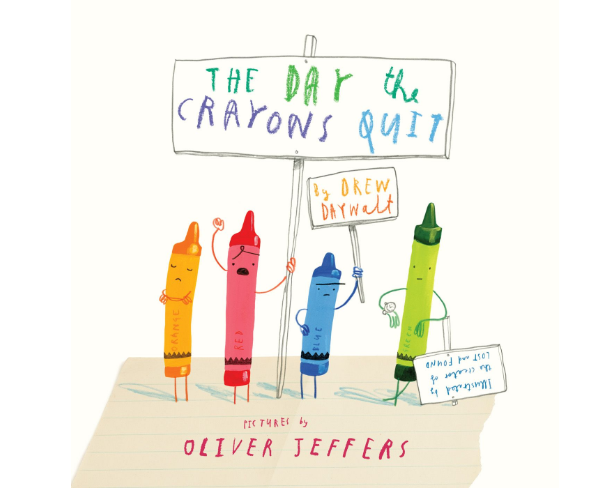 THE DAY the
CRAYONS QUIT
By DREW
DAYWalt
ORANGE
RED
BLUE
GREEN
Illustrated by
the creator of
LOST and FOUND
PICTURES by
OLIVER JEFFERS